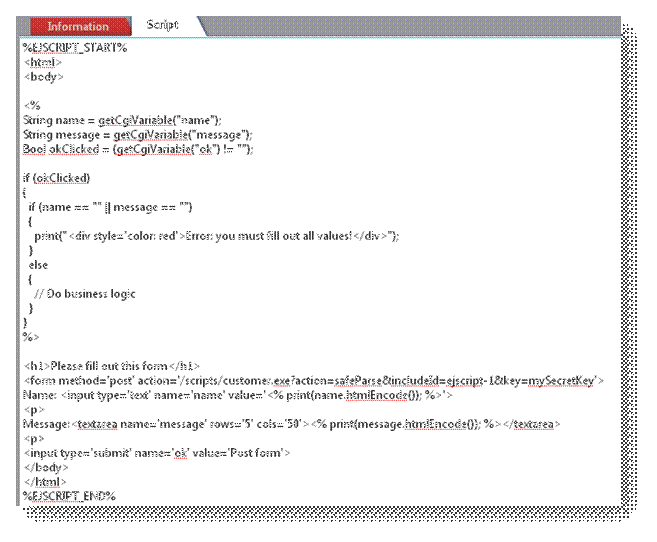 Information Script
%EJSCRIPT_START%
<html>
<body>
<%
String name = getCgiVariable("name");
String message = getCgiVariable("message");
Bool okClicked = (getCgiVariable("ok") != "");
if (okClicked)
{
if (name == "" || message == "")
{
print("<div style='color: red'>Error: you must fill out all values!</div>");
}
else
{
// Do business logic
}
}
%>
<h1>Please fill out this form</h1>
<form method='post' action='/scripts/customer.exe?action=safeParse&includeId=ejscript-1&key=mySecretKey'>
Name: <input type='text' name='name' value='<% print(name.htmlEncode()); %>'>
<p>
Message:<textarea name='message' rows='5' cols='50'><% print(message.htmlEncode()); %></textarea>
<p>
<input type='submit' name='ok' value='Post form'>
</body>
</html>
%EJSCRIPT_END%